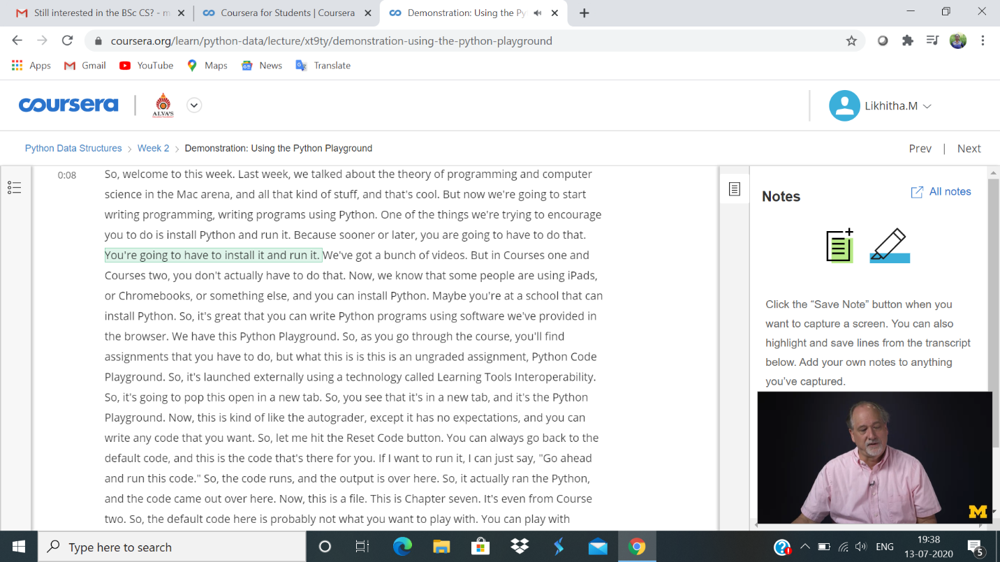 Still interested in the BSc CS? - m
Coursera for Students | Coursera
Demonstration: Using the Py
coursera.org/learn/python-data/lecture/xt9ty/demonstration-using-the-python-playground
Apps Gmail YouTube Maps News Translate
coursera
ALVA'S
Likhitha.M
Python Data Structures > Week 2 > Demonstration: Using the Python Playground
Prev | Next
0:08
So, welcome to this week. Last week, we talked about the theory of programming and computer
science in the Mac arena, and all that kind of stuff, and that's cool. But now we're going to start
writing programming, writing programs using Python. One of the things we're trying to encourage
you to do is install Python and run it. Because sooner or later, you are going to have to do that.
You're going to have to install it and run it. We've got a bunch of videos. But in Courses one and
Courses two, you don't actually have to do that. Now, we know that some people are using iPads,
or Chromebooks, or something else, and you can install Python. Maybe you're at a school that can
install Python. So, it's great that you can write Python programs using software we've provided in
the browser. We have this Python Playground. So, as you go through the course, you'll find
assignments that you have to do, but what this is is this is an ungraded assignment, Python Code
Playground. So, it's launched externally using a technology called Learning Tools Interoperability.
So, it's going to pop this open in a new tab. So, you see that it's in a new tab, and it's the Python
Playground. Now, this is kind of like the autograder, except it has no expectations, and you can
write any code that you want. So, let me hit the Reset Code button. You can always go back to the
default code, and this is the code that's there for you. If I want to run it, I can just say, "Go ahead
and run this code." So, the code runs, and the output is over here. So, it actually ran the Python,
and the code came out over here. Now, this is a file. This is Chapter seven. It's even from Course
two. So, the default code here is probably not what you want to play with. You can play with
Notes
All notes
Click the “Save Note” button when you
want to capture a screen. You can also
highlight and save lines from the transcript
below. Add your own notes to anything
you’ve captured.
M
Type here to search
ENG
19:38
13-07-2020
5